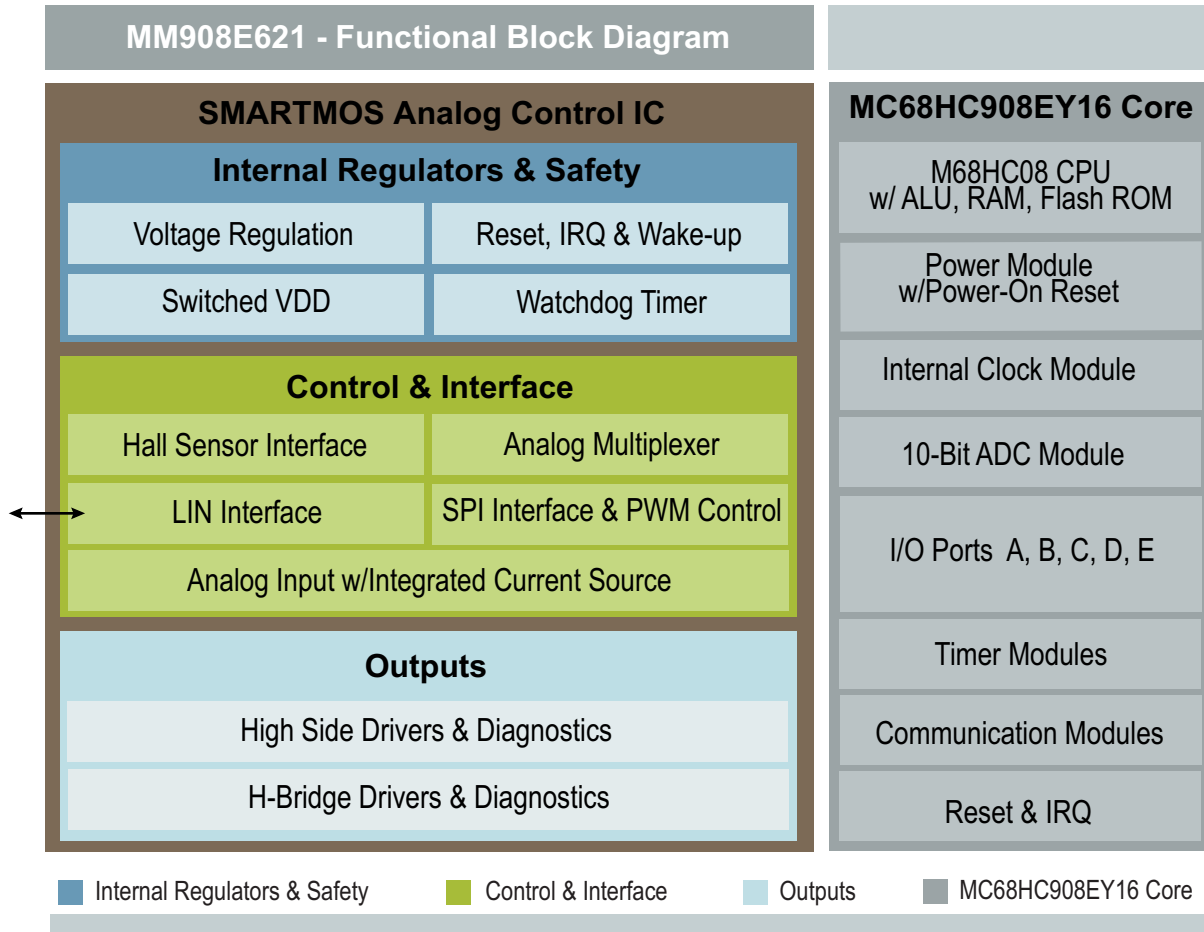 MM908E621 - Functional Block Diagram
SMARTMOS Analog Control IC
Internal Regulators & Safety
Voltage Regulation
Reset, IRQ & Wake-up
Switched VDD
Watchdog Timer
Control & Interface
Hall Sensor Interface
Analog Multiplexer
LIN Interface
SPI Interface & PWM Control
Analog Input w/Integrated Current Source
Outputs
High Side Drivers & Diagnostics
H-Bridge Drivers & Diagnostics
MC68HC908EY16 Core
M68HC08 CPU
w/ ALU, RAM, Flash ROM
Power Module
w/Power-On Reset
Internal Clock Module
10-Bit ADC Module
I/O Ports A, B, C, D, E
Timer Modules
Communication Modules
Reset & IRQ
Internal Regulators & Safety
Control & Interface
Outputs
MC68HC908EY16 Core